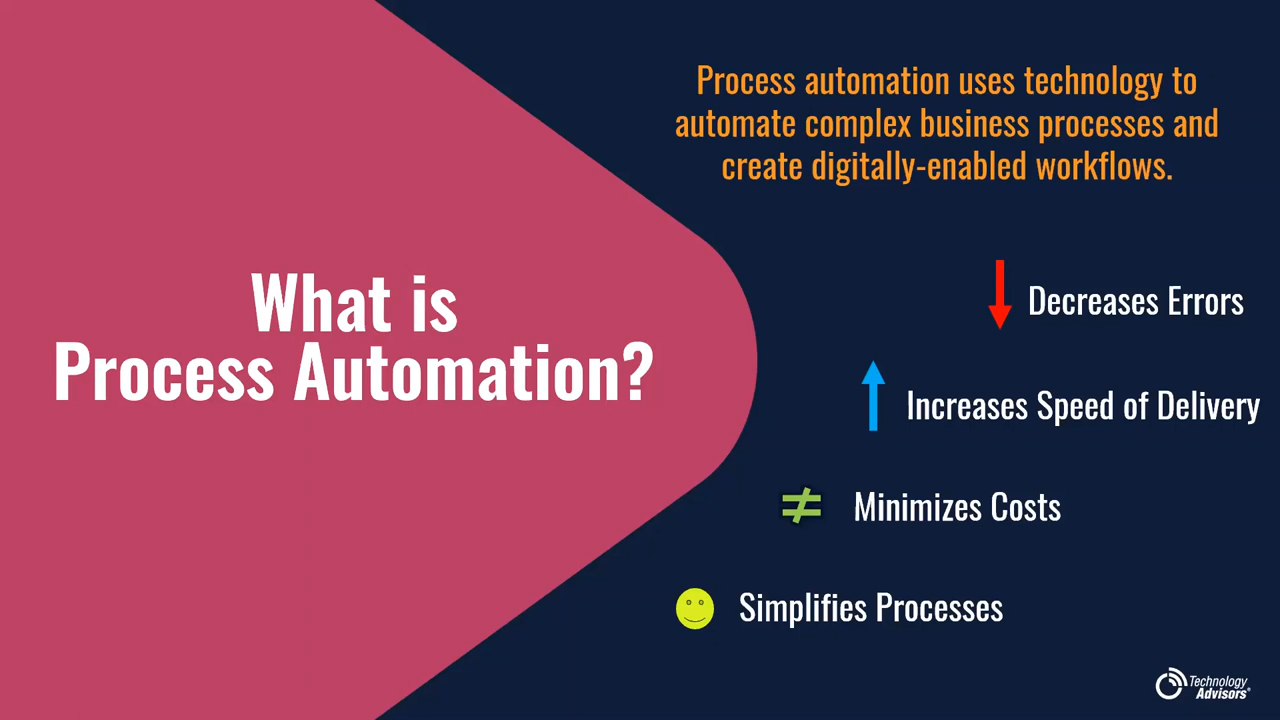 What is
Process Automation?
Process automation uses technology to
automate complex business processes and
create digitally-enabled workflows.
Decreases Errors
Increases Speed of Delivery
Minimizes Costs
Simplifies Processes
Technology
Advisors®